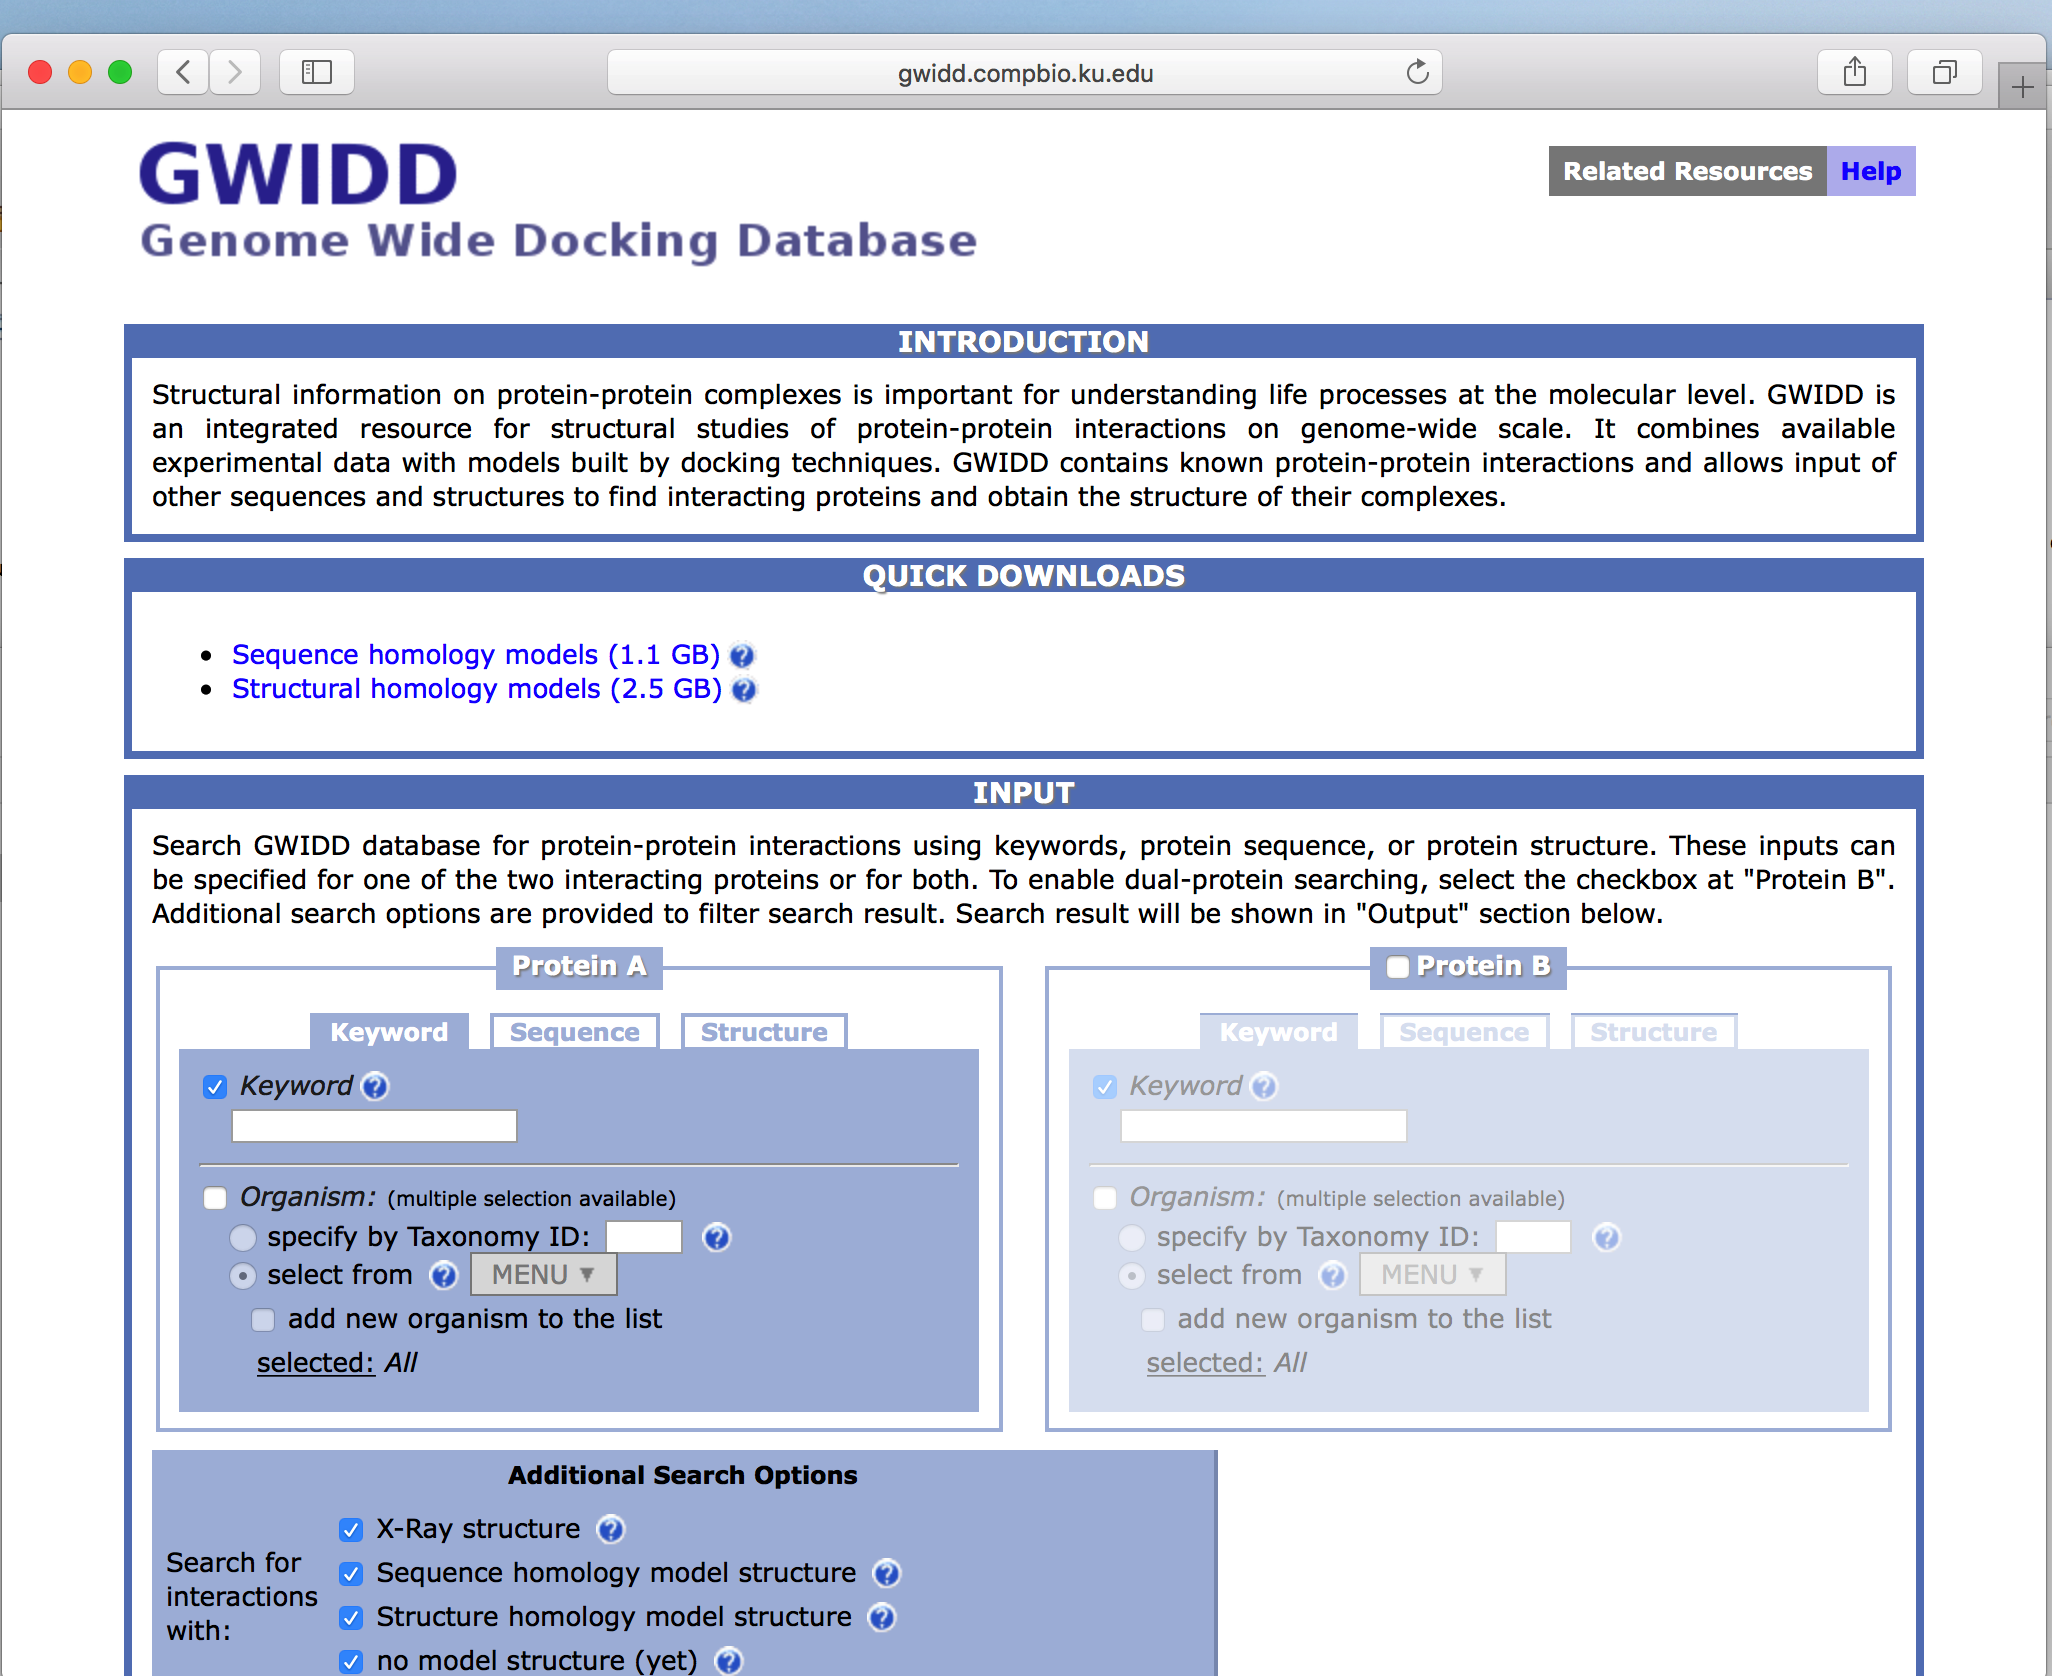 gwidd.compbio.ku.edu
GWIDD
Genome Wide Docking Database
Related Resources Help
INTRODUCTION
Structural information on protein-protein complexes is important for understanding life processes at the molecular level. GWIDD is
an integrated resource for structural studies of protein-protein interactions on genome-wide scale. It combines available
experimental data with models built by docking techniques. GWIDD contains known protein-protein interactions and allows input of
other sequences and structures to find interacting proteins and obtain the structure of their complexes.
QUICK DOWNLOADS
• Sequence homology models (1.1 GB) ?
• Structural homology models (2.5 GB) ?
INPUT
Search GWIDD database for protein-protein interactions using keywords, protein sequence, or protein structure. These inputs can
be specified for one of the two interacting proteins or for both. To enable dual-protein searching, select the checkbox at "Protein B".
Additional search options are provided to filter search result. Search result will be shown in "Output" section below.
Protein A
Keyword Sequence Structure
Keyword ?
Organism: (multiple selection available)
specify by Taxonomy ID: ?
select from ? MENU ▼
add new organism to the list
selected: All
Protein B
Keyword Sequence Structure
Keyword ?
Organism: (multiple selection available)
specify by Taxonomy ID: ?
select from ? MENU ▼
add new organism to the list
selected: All
Additional Search Options
Search for
interactions
with:
X-Ray structure ?
Sequence homology model structure ?
Structure homology model structure ?
no model structure (yet) ?